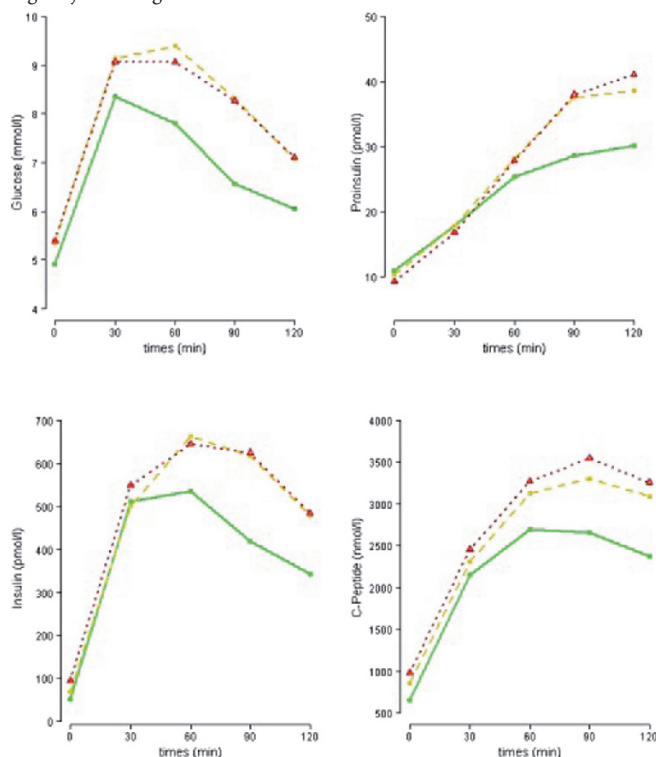 10
9
8
7
6
5
4
Glucose (mmol/l)
0 30 60 90 120
times (min)
50
40
30
20
10
Proinsulin (pmol/l)
0 30 60 90 120
times (min)
700
600
500
400
300
200
100
0
Insulin (pmol/l)
0 30 60 90 120
times (min)
4000
3500
3000
2500
2000
1500
1000
500
C-Peptide (nmol/l)
0 30 60 90 120
times (min)